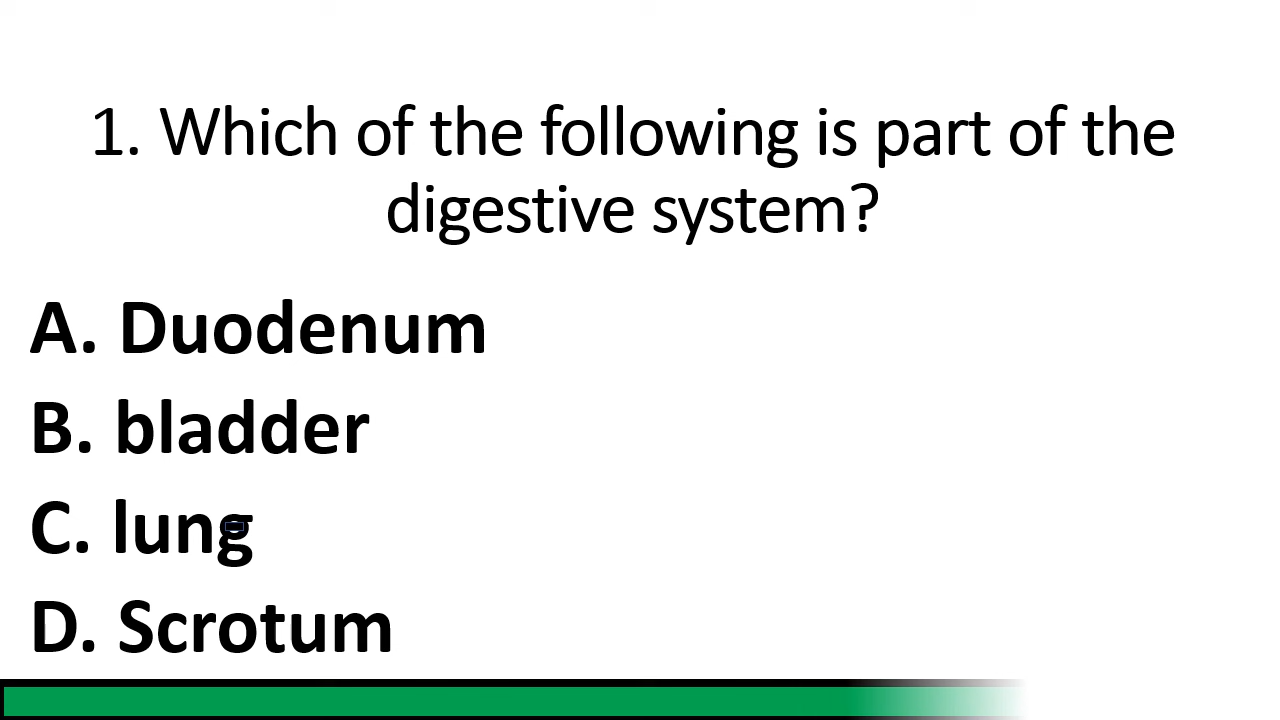 1. Which of the following is part of the
digestive system?
A. Duodenum
B. bladder
C. lung
D. Scrotum